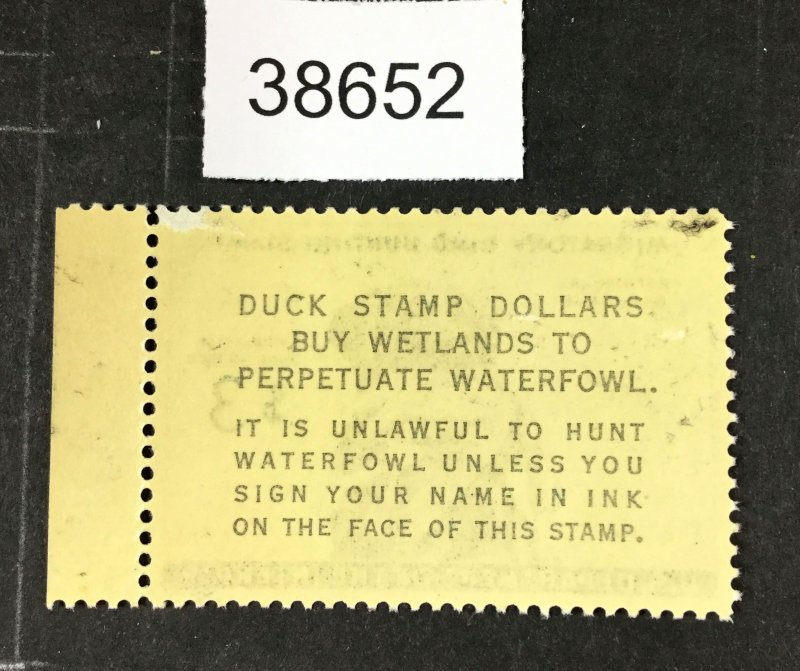 38652
DUCK STAMP DOLLARS
BUY WETLANDS TO
PERPETUATE WATERFOWL.
IT IS UNLAWFUL TO HUNT
WATERFOWL UNLESS YOU
SIGN YOUR NAME IN INK
ON THE FACE OF THIS STAMP.